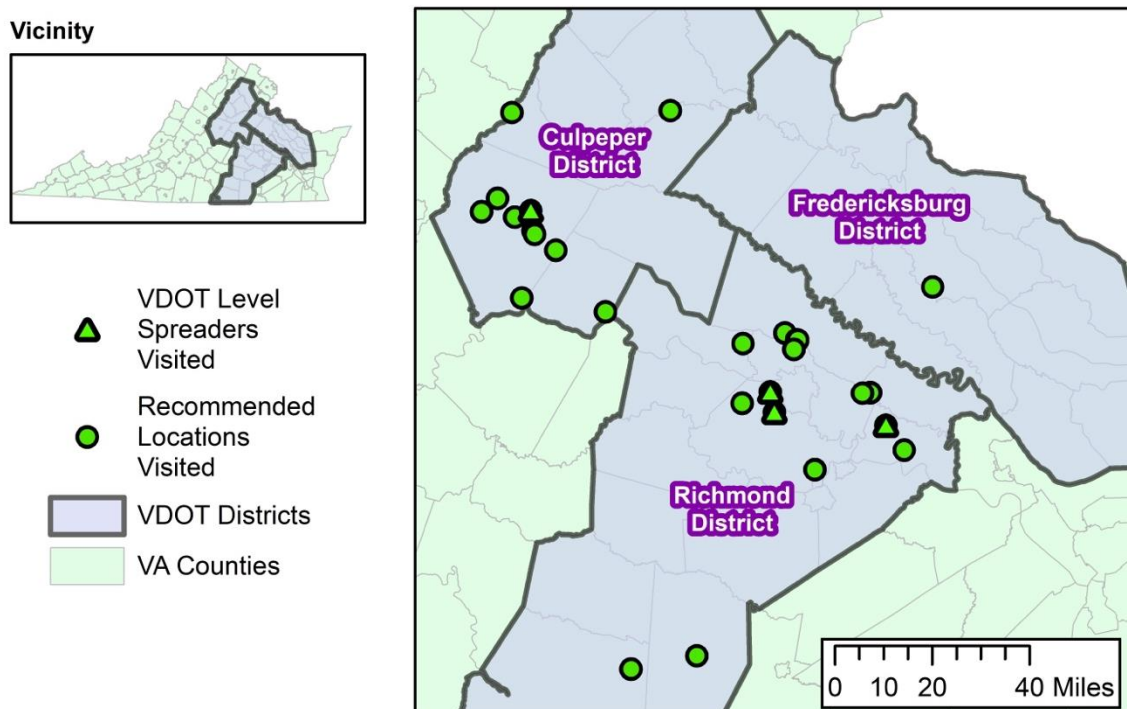 Vicinity
VDOT Level
Spreaders
Visited
Recommended
Locations
Visited
VDOT Districts
VA Counties
Culpeper
District
Fredericksburg
District
Richmond
District
0 10 20 40 Miles